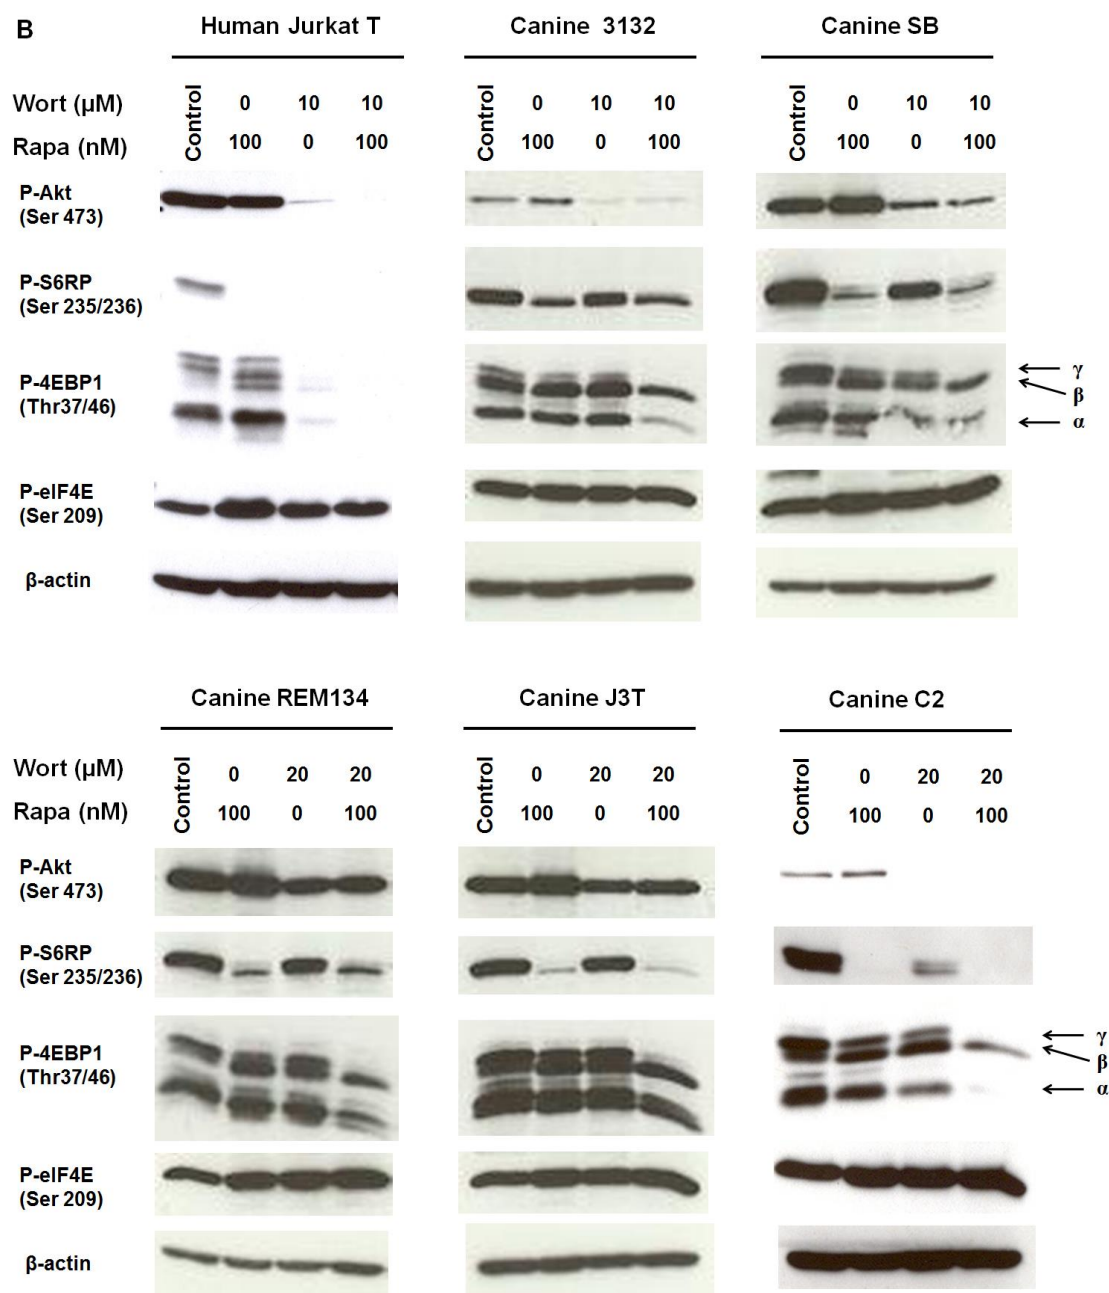 B
Human Jurkat T
Canine 3132
Canine SB
Wort (µM)
Control 0 10 10
Control 0 10 10
Control 0 10 10
Rapa (nM)
100 0 100
100 0 100
100 0 100
P-Akt
(Ser 473)
P-S6RP
(Ser 235/236)
P-4EBP1
(Thr37/46)
γ
β
α
P-eIF4E
(Ser 209)
β-actin
Canine REM134
Canine J3T
Canine C2
Wort (µM)
Control 0 20 20
Control 0 20 20
Control 0 20 20
Rapa (nM)
100 0 100
100 0 100
100 0 100
P-Akt
(Ser 473)
P-S6RP
(Ser 235/236)
P-4EBP1
(Thr37/46)
γ
β
α
P-eIF4E
(Ser 209)
β-actin